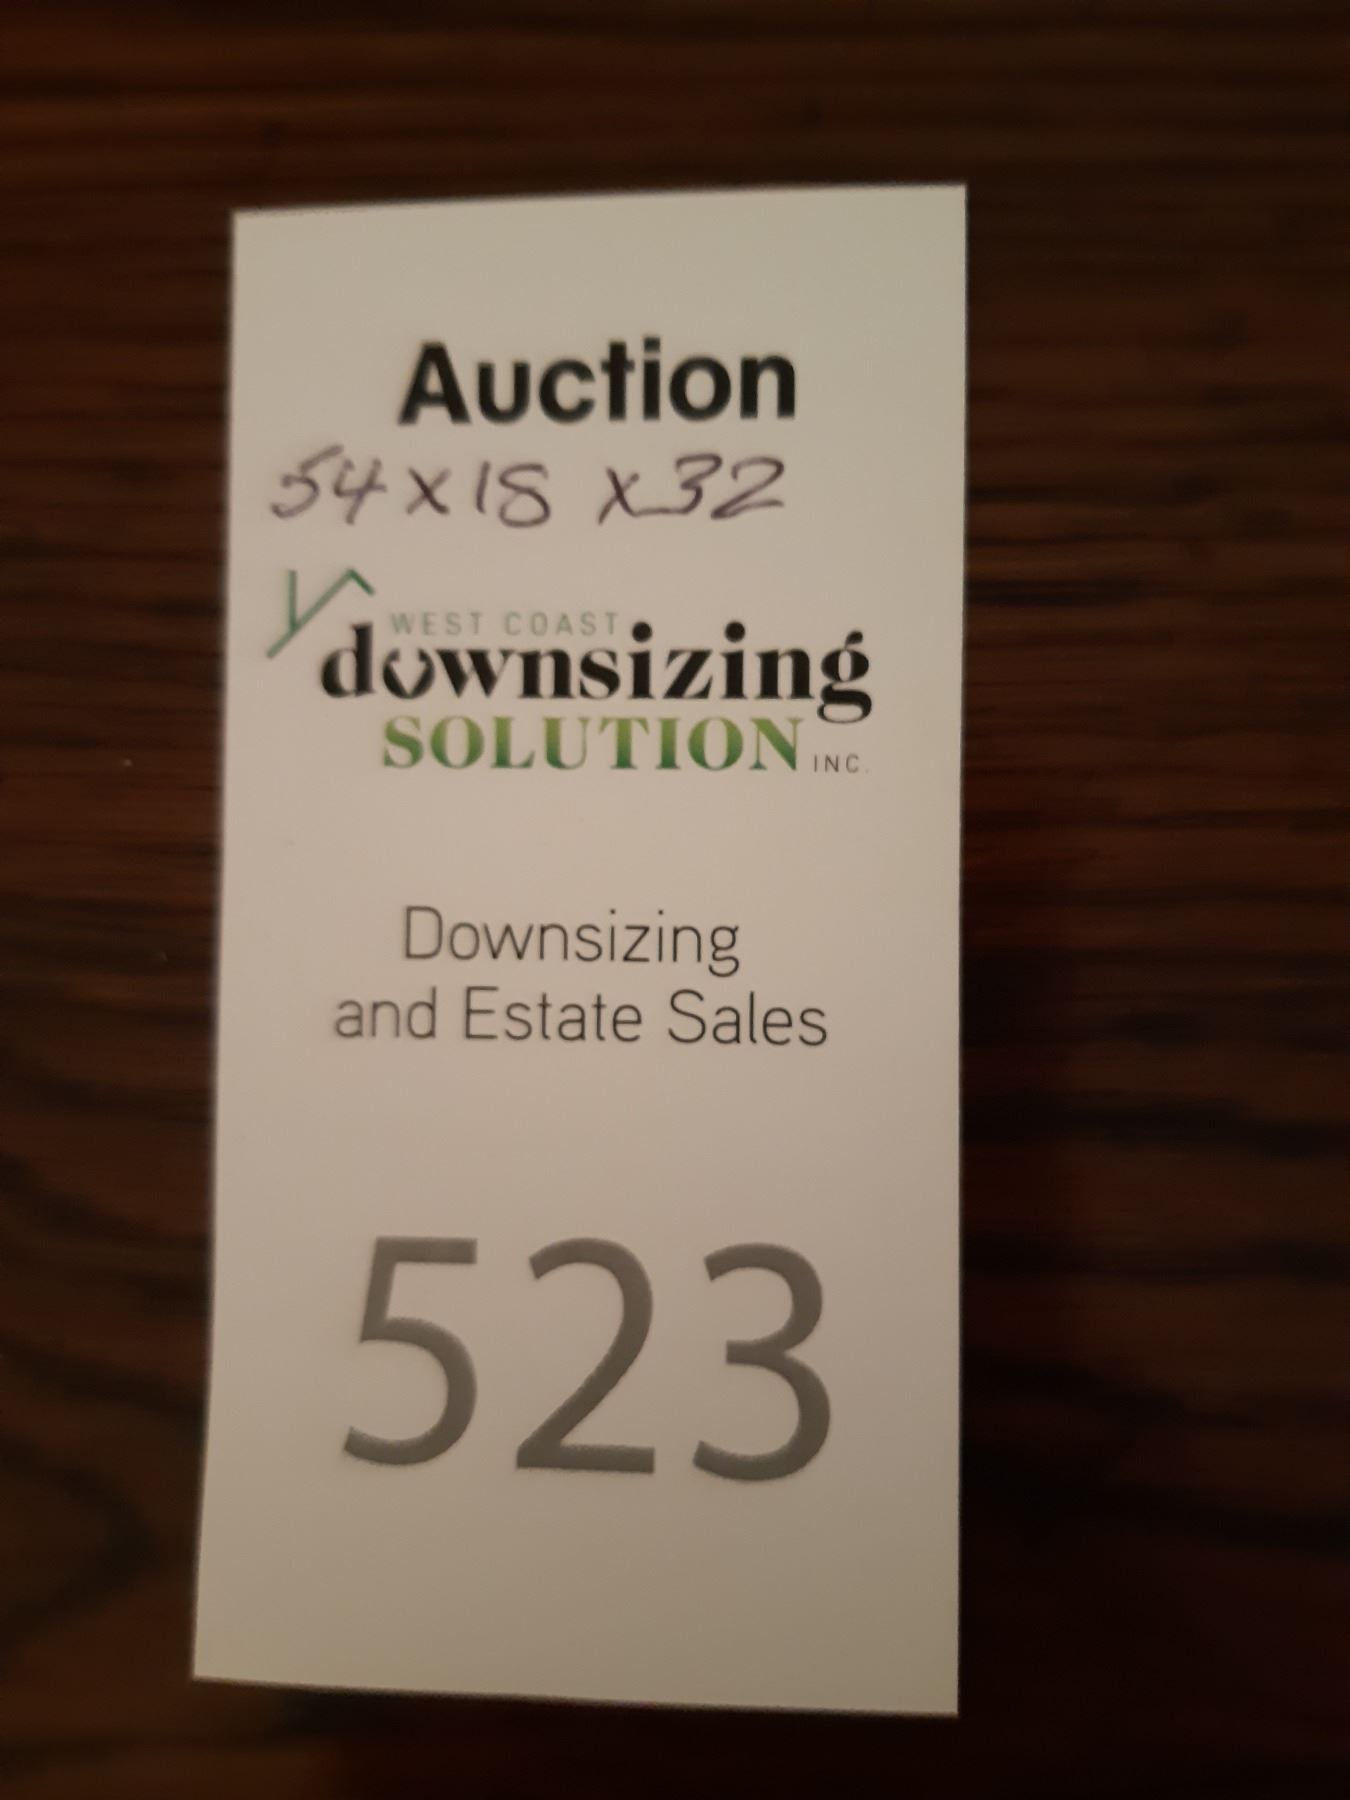 Auction
54 x 18 x 32
WEST COAST
downsizing
SOLUTION INC.
Downsizing
and Estate Sales
523